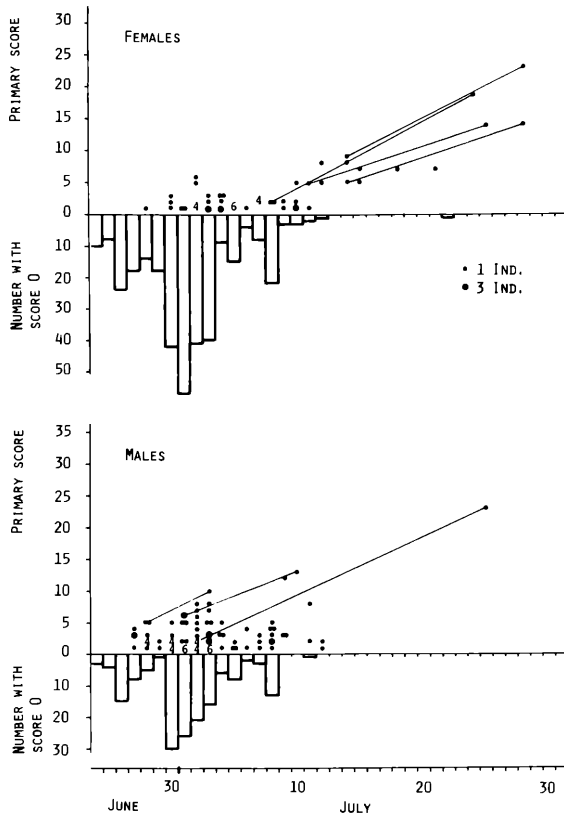 FEMALES
PRIMARY SCORE
30
25
20
15
10
5
0
4
6
4
NUMBER WITH
SCORE 0
10
20
30
40
50
• 1 IND.
• 3 IND.
MALES
PRIMARY SCORE
35
30
25
20
15
10
5
0
4 4 4
4 6 4 6
NUMBER WITH
SCORE 0
10
20
30
30 10 20 30
JUNE JULY